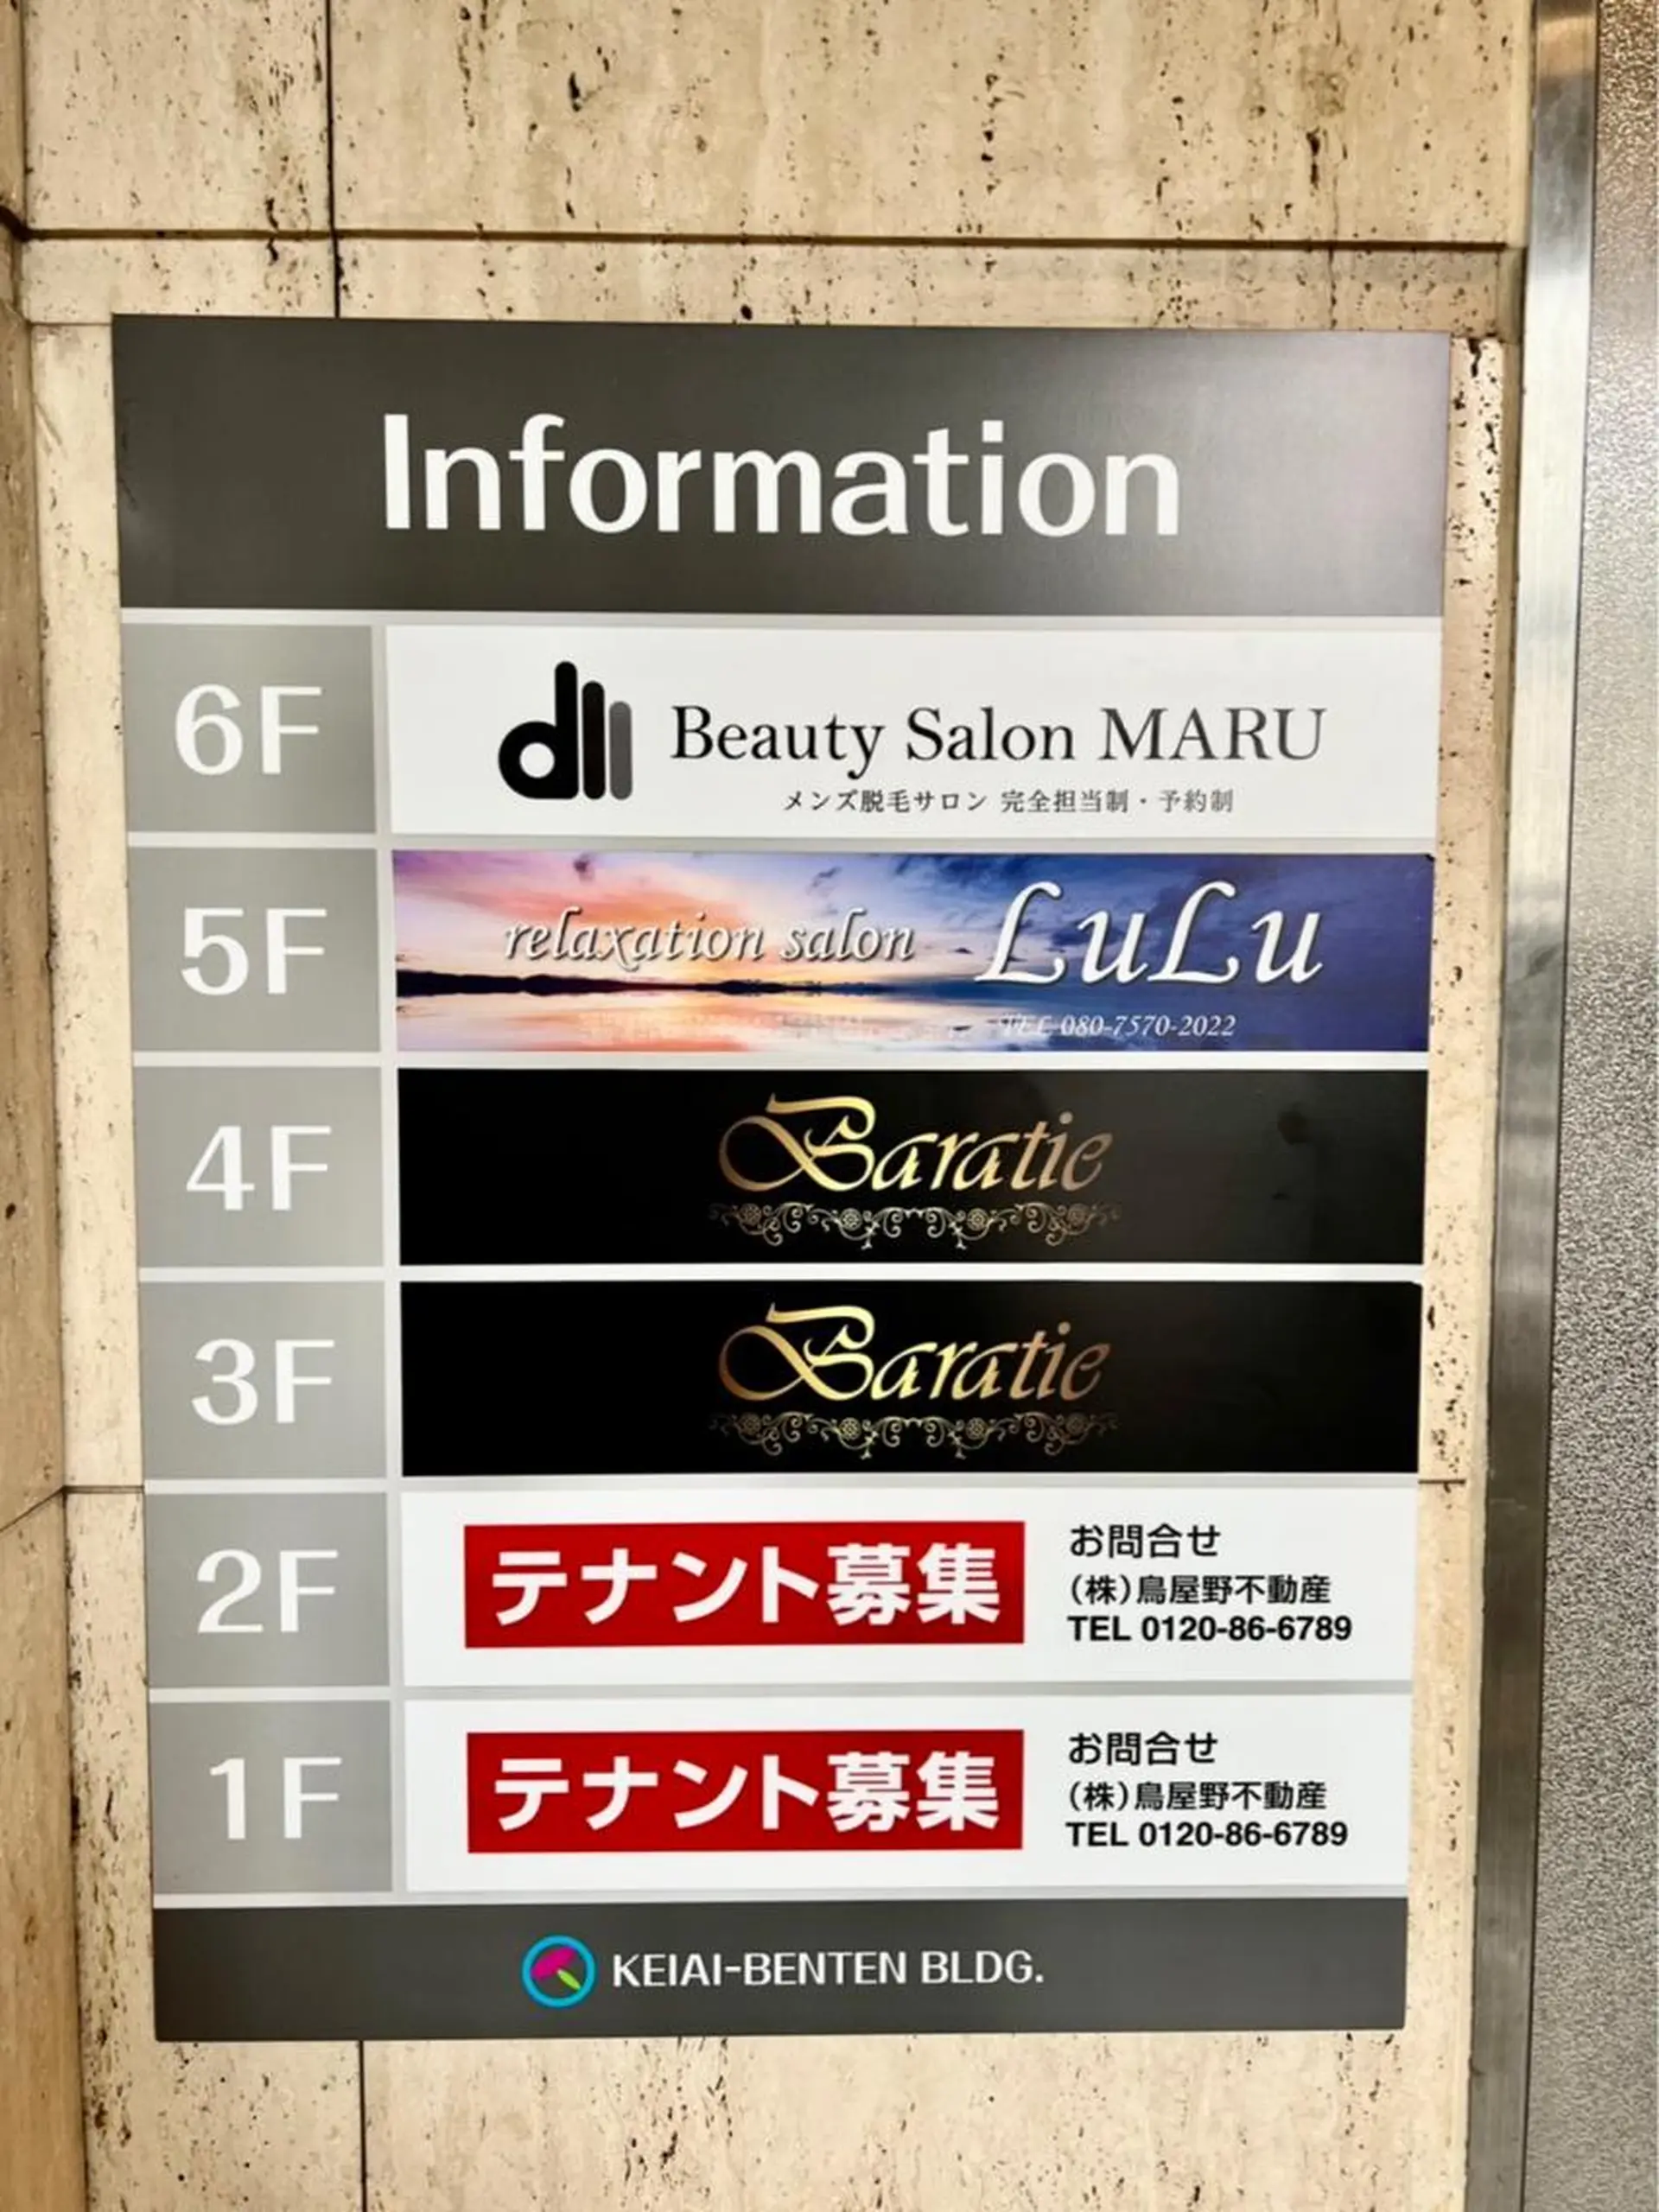 Information
6F
Beauty Salon MARU
メンズ脱毛サロン 完全担当制・予約制
5F
relaxation salon LuLu
TEL 080-7570-2022
4F
Baratie
3F
Baratie
2F
テナント募集
お問合せ
(株)鳥屋野不動産
TEL 0120-86-6789
1F
テナント募集
お問合せ
(株)鳥屋野不動産
TEL 0120-86-6789
KEIAI-BENTEN BLDG.